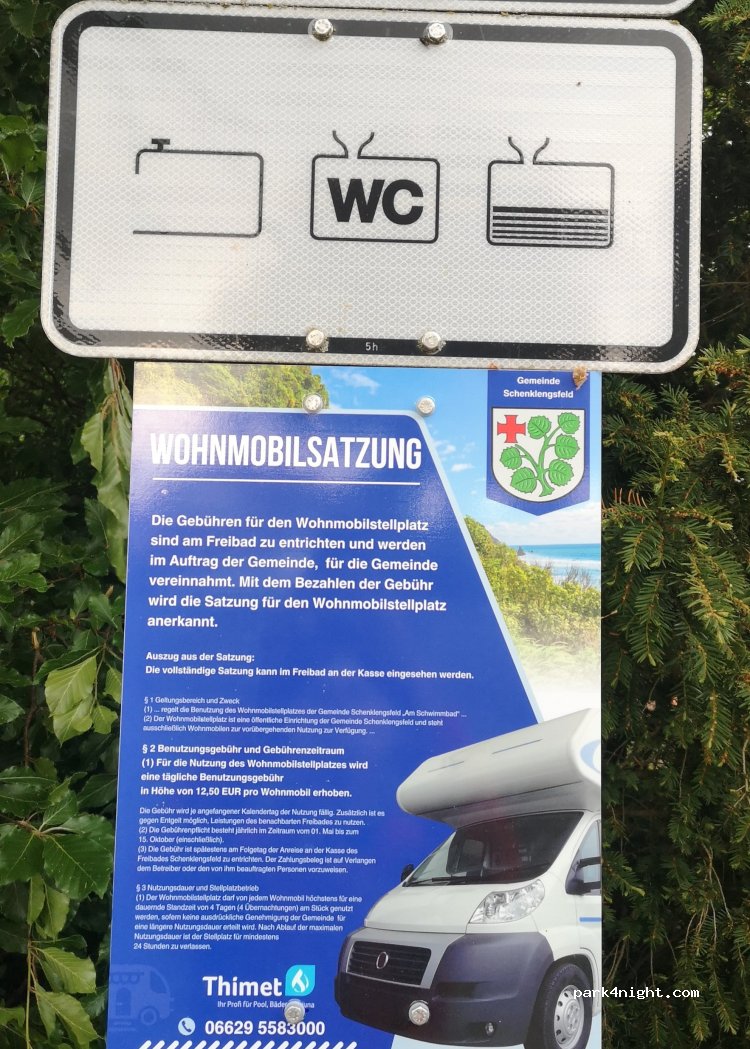 WC
5h
Gemeinde
Schenklengsfeld
WOHNMOBILSATZUNG
Die Gebühren für den Wohnmobilstellplatz
sind am Freibad zu entrichten und werden
im Auftrag der Gemeinde, für die Gemeinde
vereinnahmt. Mit dem Bezahlen der Gebühr
wird die Satzung für den Wohnmobilstellplatz
anerkannt.
Auszug aus der Satzung:
Die vollständige Satzung kann im Freibad an der Kasse eingesehen werden.
§ 1 Geltungsbereich und Zweck
(1) ... regelt die Benutzung des Wohnmobilstellplatzes der Gemeinde Schenklengsfeld „Am Schwimmbad" ...
(2) Der Wohnmobilstellplatz ist eine öffentliche Einrichtung der Gemeinde Schenklengsfeld und steht
ausschließlich Wohnmobilen zur vorübergehenden Nutzung zur Verfügung. ...
§ 2 Benutzungsgebühr und Gebührenzeitraum
(1) Für die Nutzung des Wohnmobilstellplatzes wird
eine tägliche Benutzungsgebühr
in Höhe von 12,50 EUR pro Wohnmobil erhoben.
Die Gebühr wird je angefangener Kalendertag der Nutzung fällig. Zusätzlich ist es
gegen Entgelt möglich, Leistungen des benachbarten Freibades zu nutzen.
(2) Die Gebührenpflicht besteht jährlich im Zeitraum vom 01. Mai bis zum
15. Oktober (einschließlich).
(3) Die Gebühr ist spätestens am Folgetag der Anreise an der Kasse des
Freibades Schenklengsfeld zu entrichten. Der Zahlungsbeleg ist auf Verlangen
dem Betreiber oder den von ihm beauftragten Personen vorzuweisen.
§ 3 Nutzungsdauer und Stellplatzbetrieb
(1) Der Wohnmobilstellplatz darf von jedem Wohnmobil höchstens für eine
dauernde Standzeit von 4 Tagen (4 Übernachtungen) am Stück genutzt
werden, sofern keine ausdrückliche Genehmigung der Gemeinde für
eine längere Nutzungsdauer erteilt wird. Nach Ablauf der maximalen
Nutzungsdauer ist der Stellplatz für mindestens
24 Stunden zu verlassen.
Thimet
Ihr Profi für Pool,
06629 5583000
park4night.com